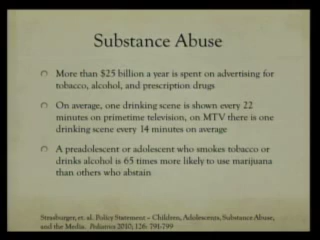 Substance Abuse
More than $25 billion a year is spent on advertising for
tobacco, alcohol, and prescription drugs
On average, one drinking scene is shown every 22
minutes on primetime television, on MTV there is one
drinking scene every 14 minutes on average
A preadolescent or adolescent who smokes tobacco or
drinks alcohol is 65 times more likely to use marijuana
than others who abstain
Strasburger, et. al. Policy Statement – Children, Adolescents, Substance Abuse,
and the Media. Pediatrics 2010; 126: 791-799